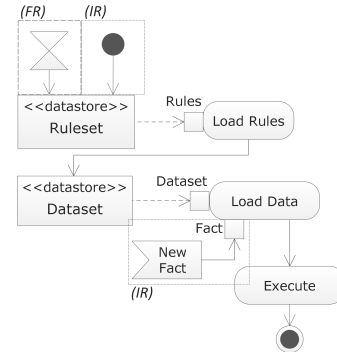 (FR) (IR)
<<datastore>>
Ruleset
Rules
Load Rules
<<datastore>>
Dataset
Dataset
Load Data
Fact
New
Fact
(IR)
Execute